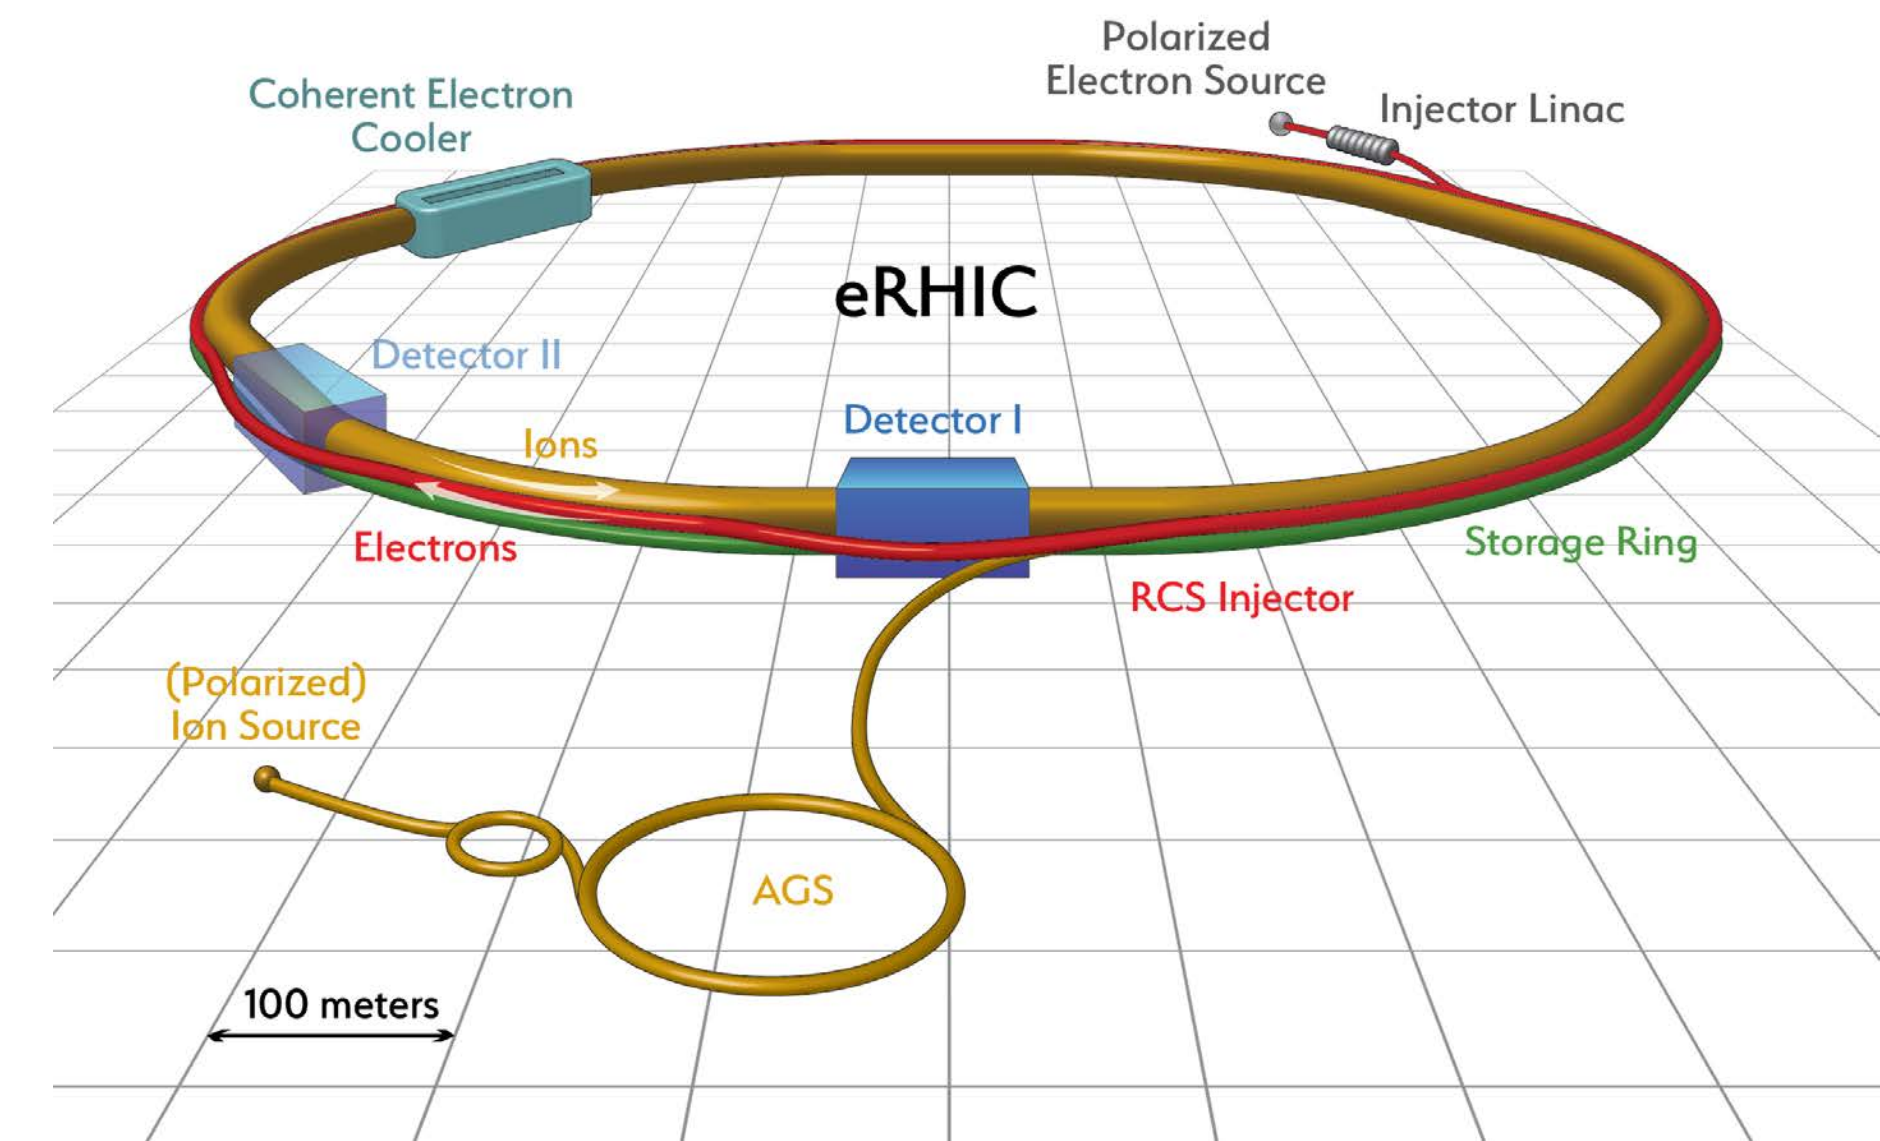 Polarized
Electron Source
Injector Linac
Coherent Electron
Cooler
eRHIC
Detector II
Detector I
Ions
Electrons
Storage Ring
RCS Injector
(Polarized)
Ion Source
AGS
100 meters